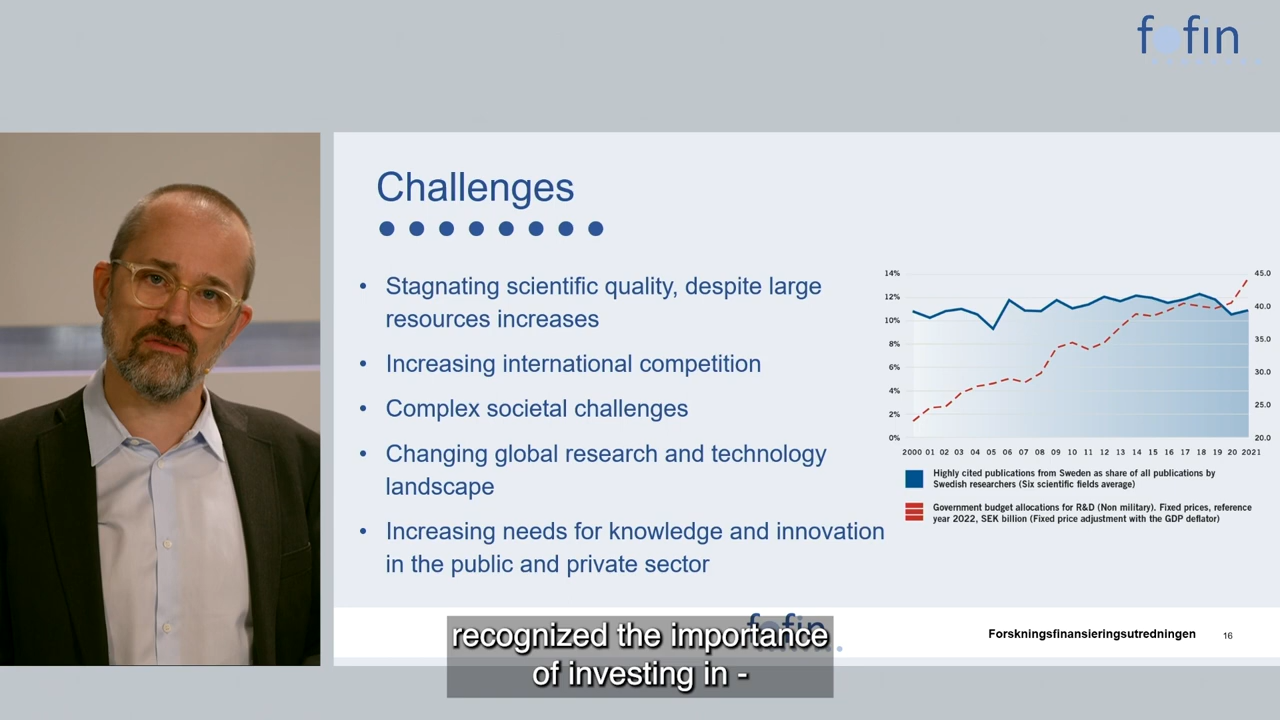 fofin
Challenges
• Stagnating scientific quality, despite large
resources increases
• Increasing international competition
• Complex societal challenges
• Changing global research and technology
landscape
• Increasing needs for knowledge and innovation
in the public and private sector
14%
12%
10%
8%
6%
4%
2%
0%
45.0
40.0
35.0
30.0
25.0
20.0
2000 01 02 03 04 05 06 07 08 09 10 11 12 13 14 15 16 17 18 19 20 2021
Highly cited publications from Sweden as share of all publications by
Swedish researchers (Six scientific fields average)
Government budget allocations for R&D (Non military). Fixed prices, reference
year 2022, SEK billion (Fixed price adjustment with the GDP deflator)
fofin
Forskningsfinansieringsutredningen 16
recognized the importance
of investing in -